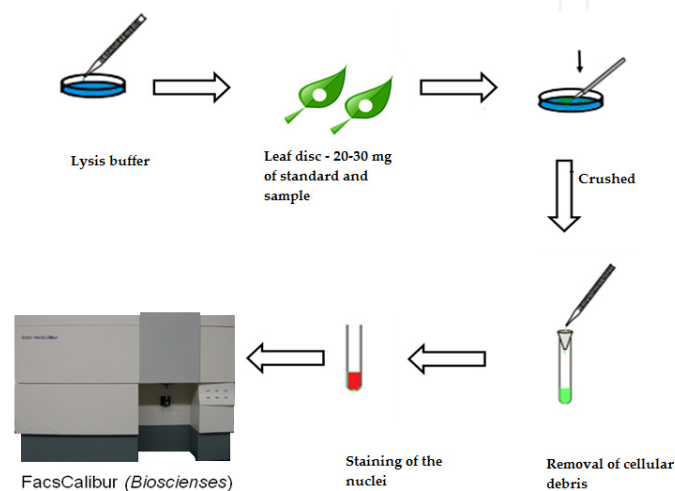 Lysis buffer
Leaf disc - 20-30 mg
of standard and
sample
Crushed
Removal of cellular
debris
Staining of the
nuclei
FacsCalibur (Bioscienses)